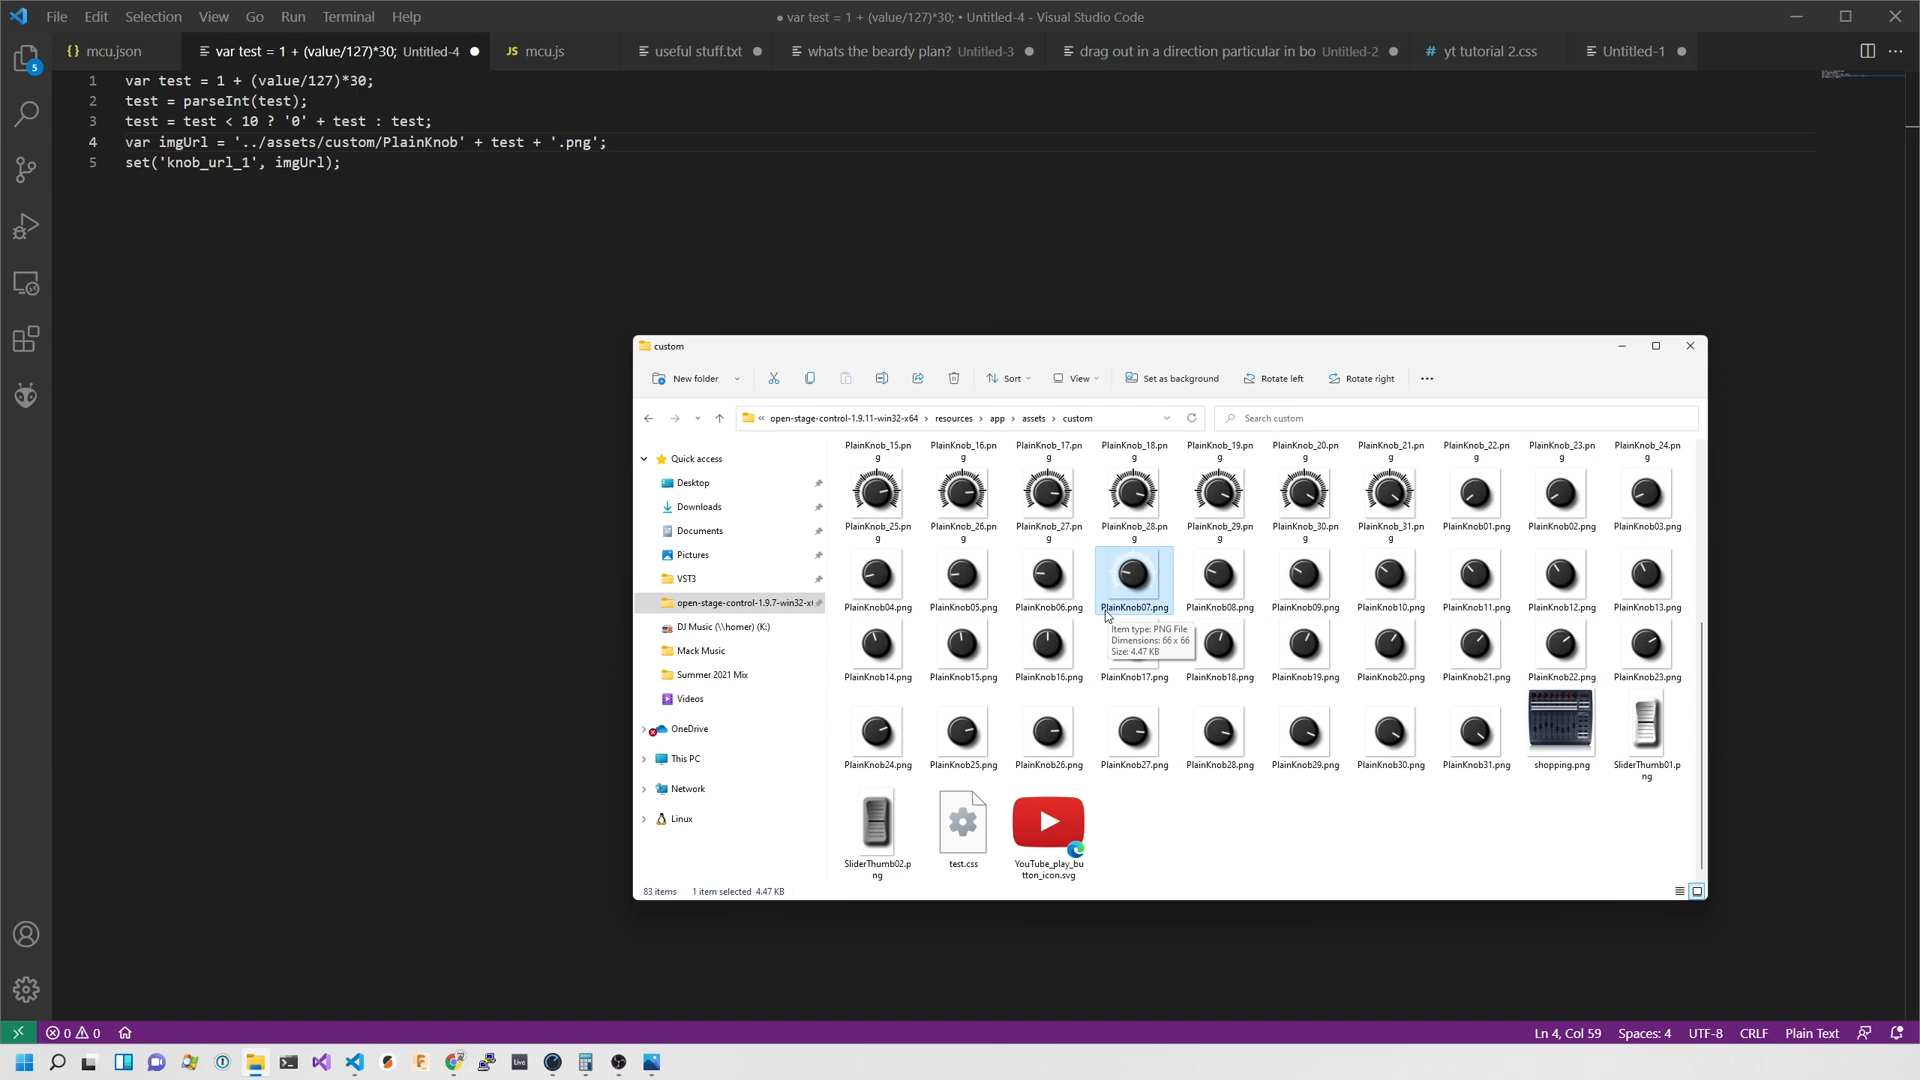 File Edit Selection View Go Run Terminal Help
● var test = 1 + (value/127)*30; • Untitled-4 - Visual Studio Code
5
{} mcu.json
var test = 1 + (value/127)*30; Untitled-4
JS mcu.js
useful stuff.txt
whats the beardy plan? Untitled-3
drag out in a direction particular in bo Untitled-2
# yt tutorial 2.css
Untitled-1
1 var test = 1 + (value/127)*30;
2 test = parseInt(test);
3 test = test < 10 ? '0' + test : test;
4 var imgUrl = '../assets/custom/PlainKnob' + test + '.png';
5 set('knob_url_1', imgUrl);
custom
New folder Sort View Set as background Rotate left Rotate right
« open-stage-control-1.9.11-win32-x64 › resources › app › assets › custom
Search custom
Quick access
Desktop
Downloads
Documents
Pictures
VST3
open-stage-control-1.9.7-win32-x
DJ Music (\\homer) (K:)
Mack Music
Summer 2021 Mix
Videos
OneDrive
This PC
Network
Linux
PlainKnob_15.png PlainKnob_16.png PlainKnob_17.png PlainKnob_18.png PlainKnob_19.png PlainKnob_20.png PlainKnob_21.png PlainKnob_22.png PlainKnob_23.png PlainKnob_24.png
PlainKnob_25.png PlainKnob_26.png PlainKnob_27.png PlainKnob_28.png PlainKnob_29.png PlainKnob_30.png PlainKnob_31.png PlainKnob01.png PlainKnob02.png PlainKnob03.png
PlainKnob04.png PlainKnob05.png PlainKnob06.png PlainKnob07.png PlainKnob08.png PlainKnob09.png PlainKnob10.png PlainKnob11.png PlainKnob12.png PlainKnob13.png
Item type: PNG File
Dimensions: 66 x 66
Size: 4.47 KB
PlainKnob14.png PlainKnob15.png PlainKnob16.png PlainKnob17.png PlainKnob18.png PlainKnob19.png PlainKnob20.png PlainKnob21.png PlainKnob22.png PlainKnob23.png
PlainKnob24.png PlainKnob25.png PlainKnob26.png PlainKnob27.png PlainKnob28.png PlainKnob29.png PlainKnob30.png PlainKnob31.png shopping.png SliderThumb01.png
SliderThumb02.png test.css YouTube_play_button_icon.svg
83 items 1 item selected 4.47 KB
0 0
Ln 4, Col 59 Spaces: 4 UTF-8 CRLF Plain Text
Live